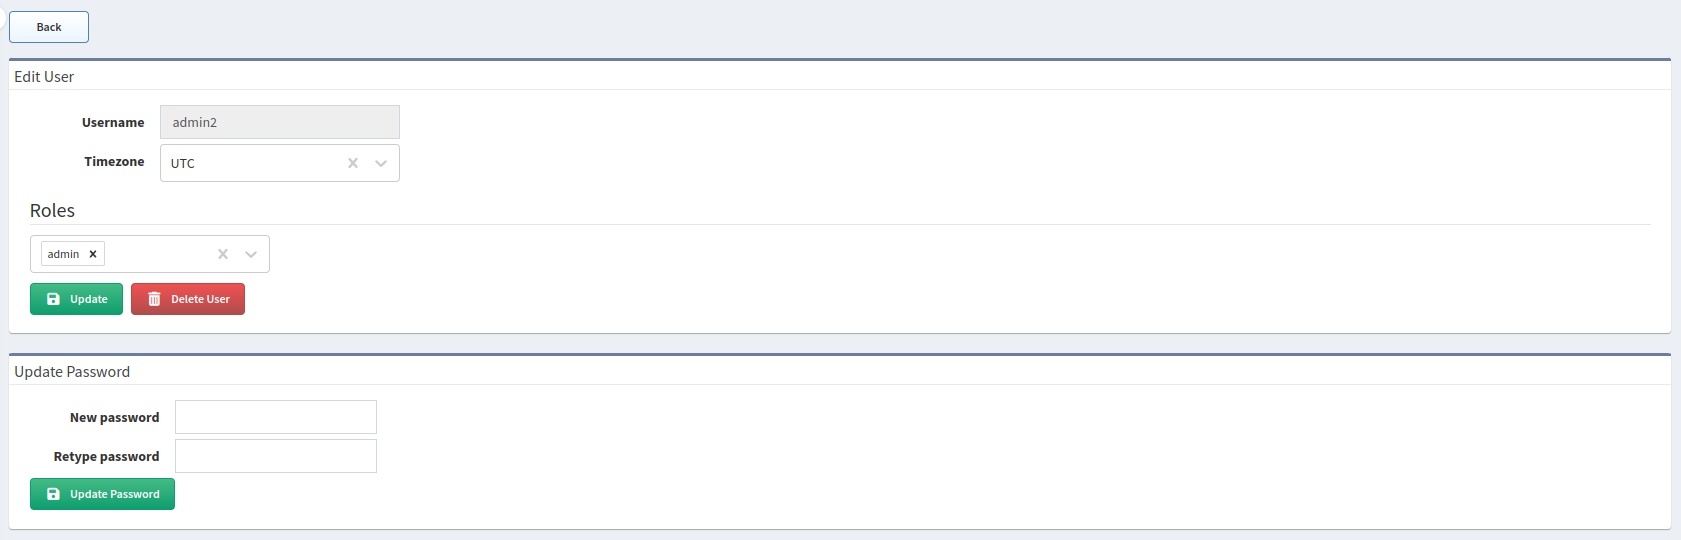 Back
Edit User
Username admin2
Timezone UTC
Roles
admin
Update Delete User
Update Password
New password
Retype password
Update Password